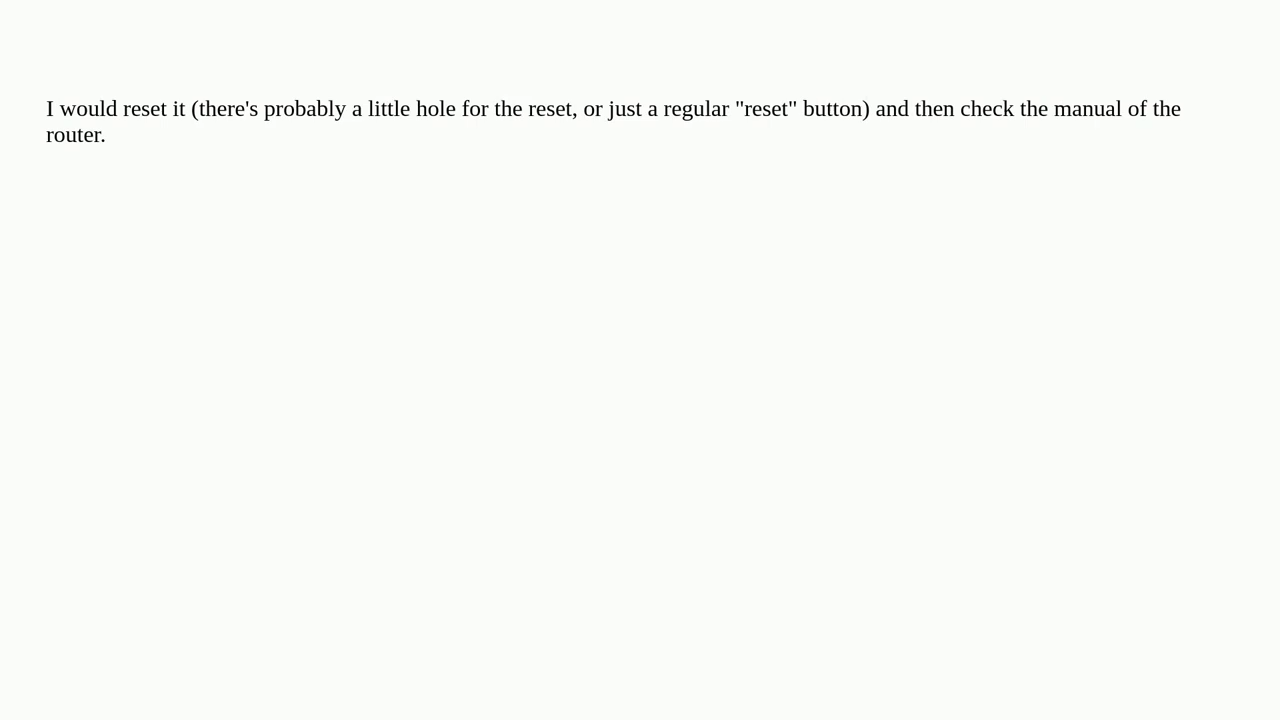 I would reset it (there's probably a little hole for the reset, or just a regular "reset" button) and then check the manual of the
router.